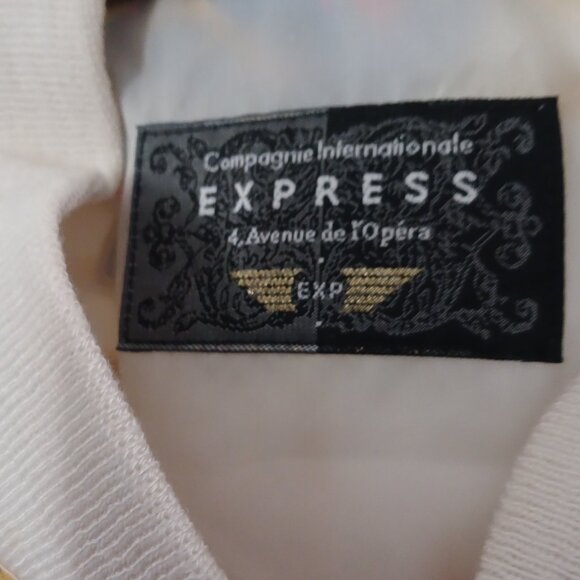 Compagnie Internationale
EXPRESS
4, Avenue de l'Opéra
EXP